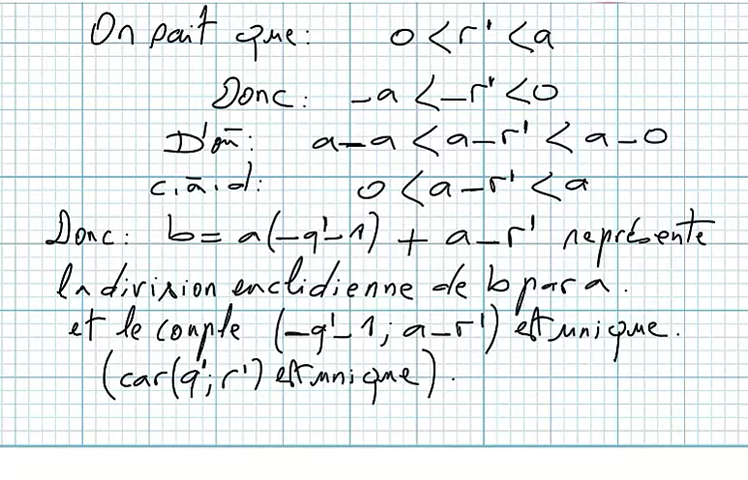 On sait que: 0 < r' < a
Donc: -a < -r' < 0
D'où: a - a < a - r' < a - 0
c.à.d: 0 < a - r' < a
Donc: b = a(-q'-1) + a - r' représente
la division euclidienne de b par a.
et le couple (-q'-1; a-r') est unique.
(car (q'; r') est unique).